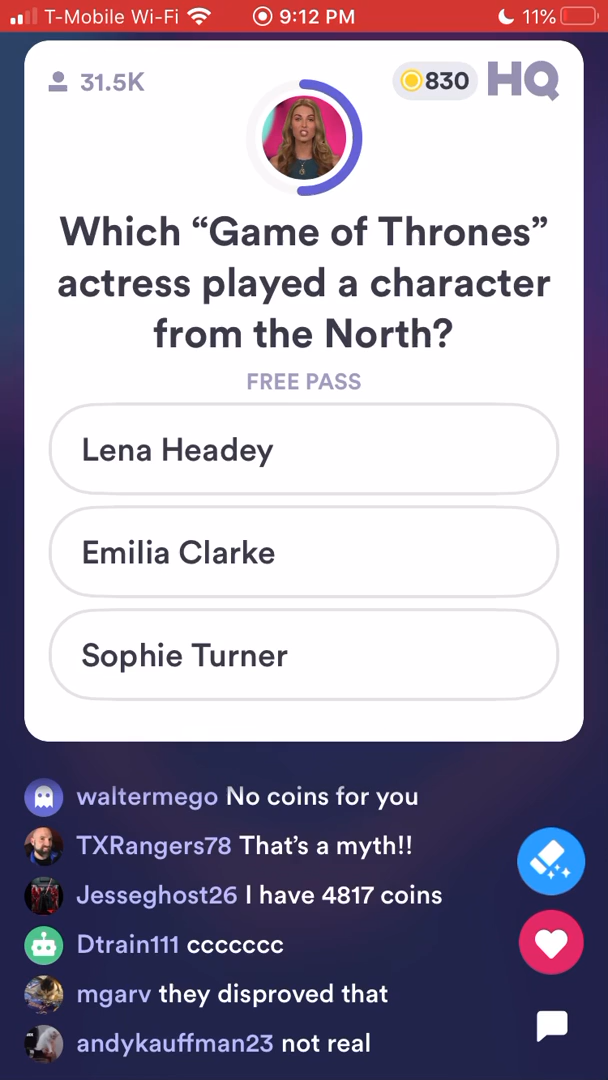 T-Mobile Wi-Fi 9:12 PM 11%
31.5K 830 HQ
Which “Game of Thrones”
actress played a character
from the North?
FREE PASS
Lena Headey
Emilia Clarke
Sophie Turner
waltermego No coins for you
TXRangers78 That’s a myth!!
Jesseghost26 I have 4817 coins
Dtrain111 ccccccc
mgarv they disproved that
andykauffman23 not real